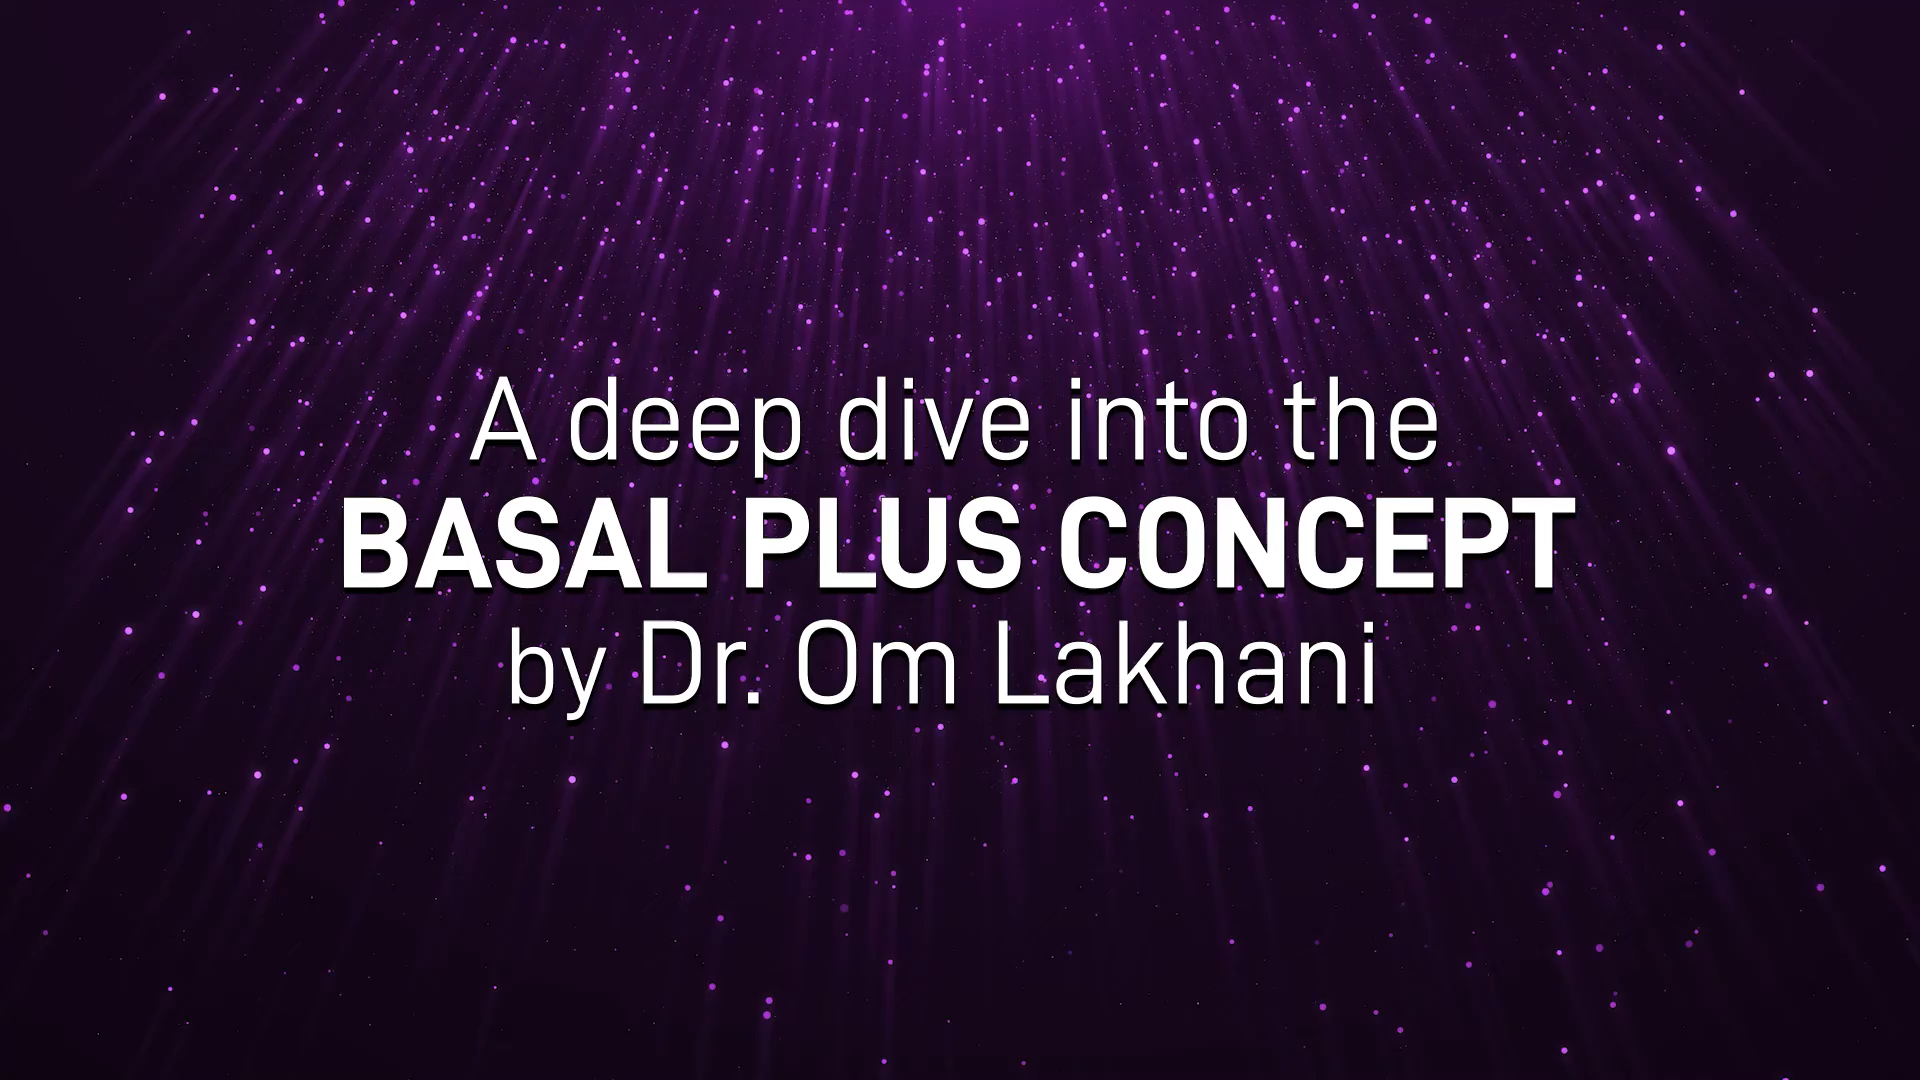 A deep dive into the
BASAL PLUS CONCEPT
by Dr. Om Lakhani